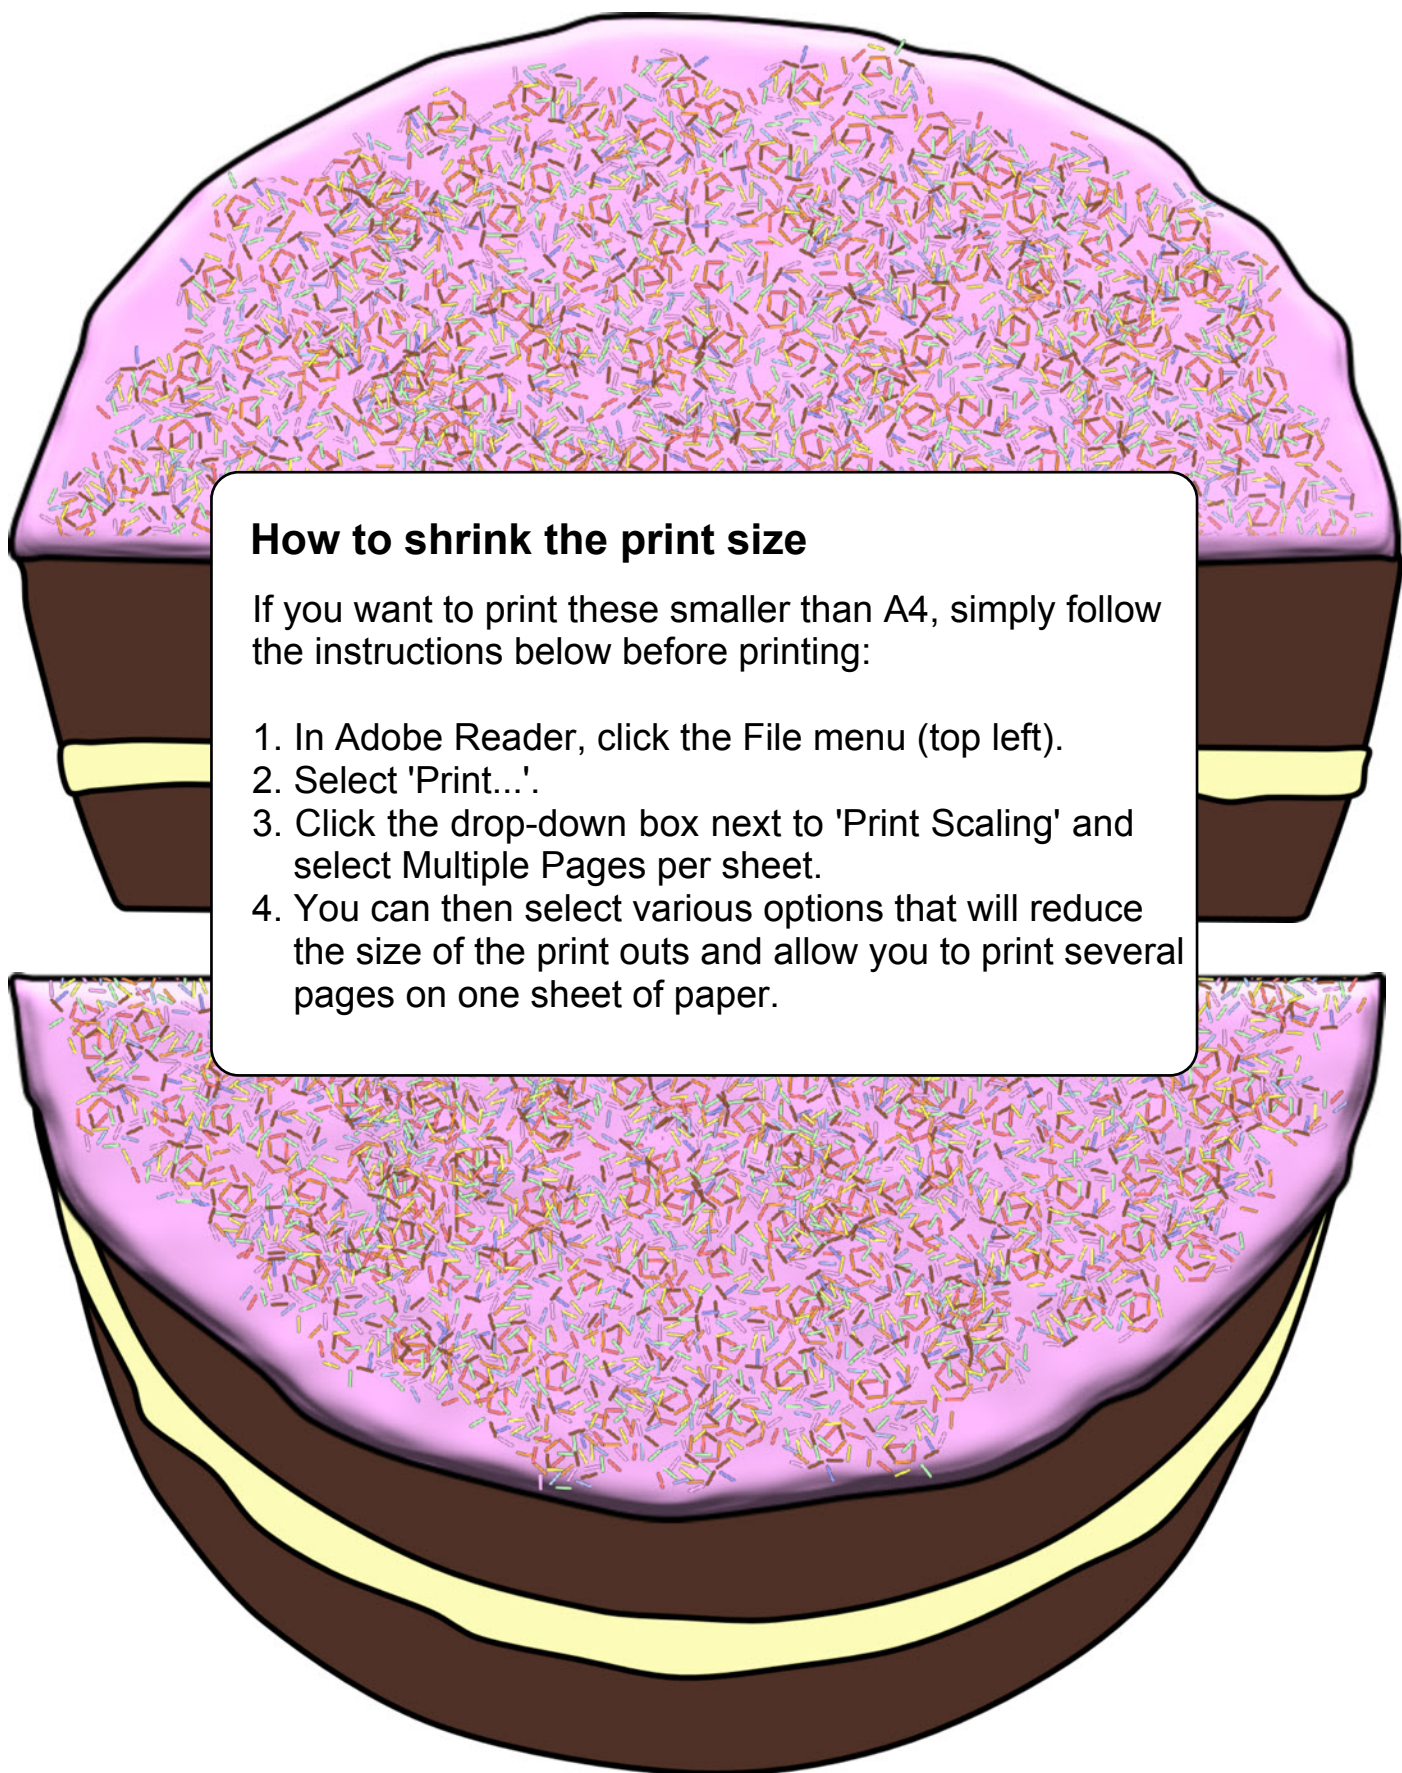 How to shrink the print size
If you want to print these smaller than A4, simply follow
the instructions below before printing:
1. In Adobe Reader, click the File menu (top left).
2. Select 'Print...'.
3. Click the drop-down box next to 'Print Scaling' and
select Multiple Pages per sheet.
4. You can then select various options that will reduce
the size of the print outs and allow you to print several
pages on one sheet of paper.